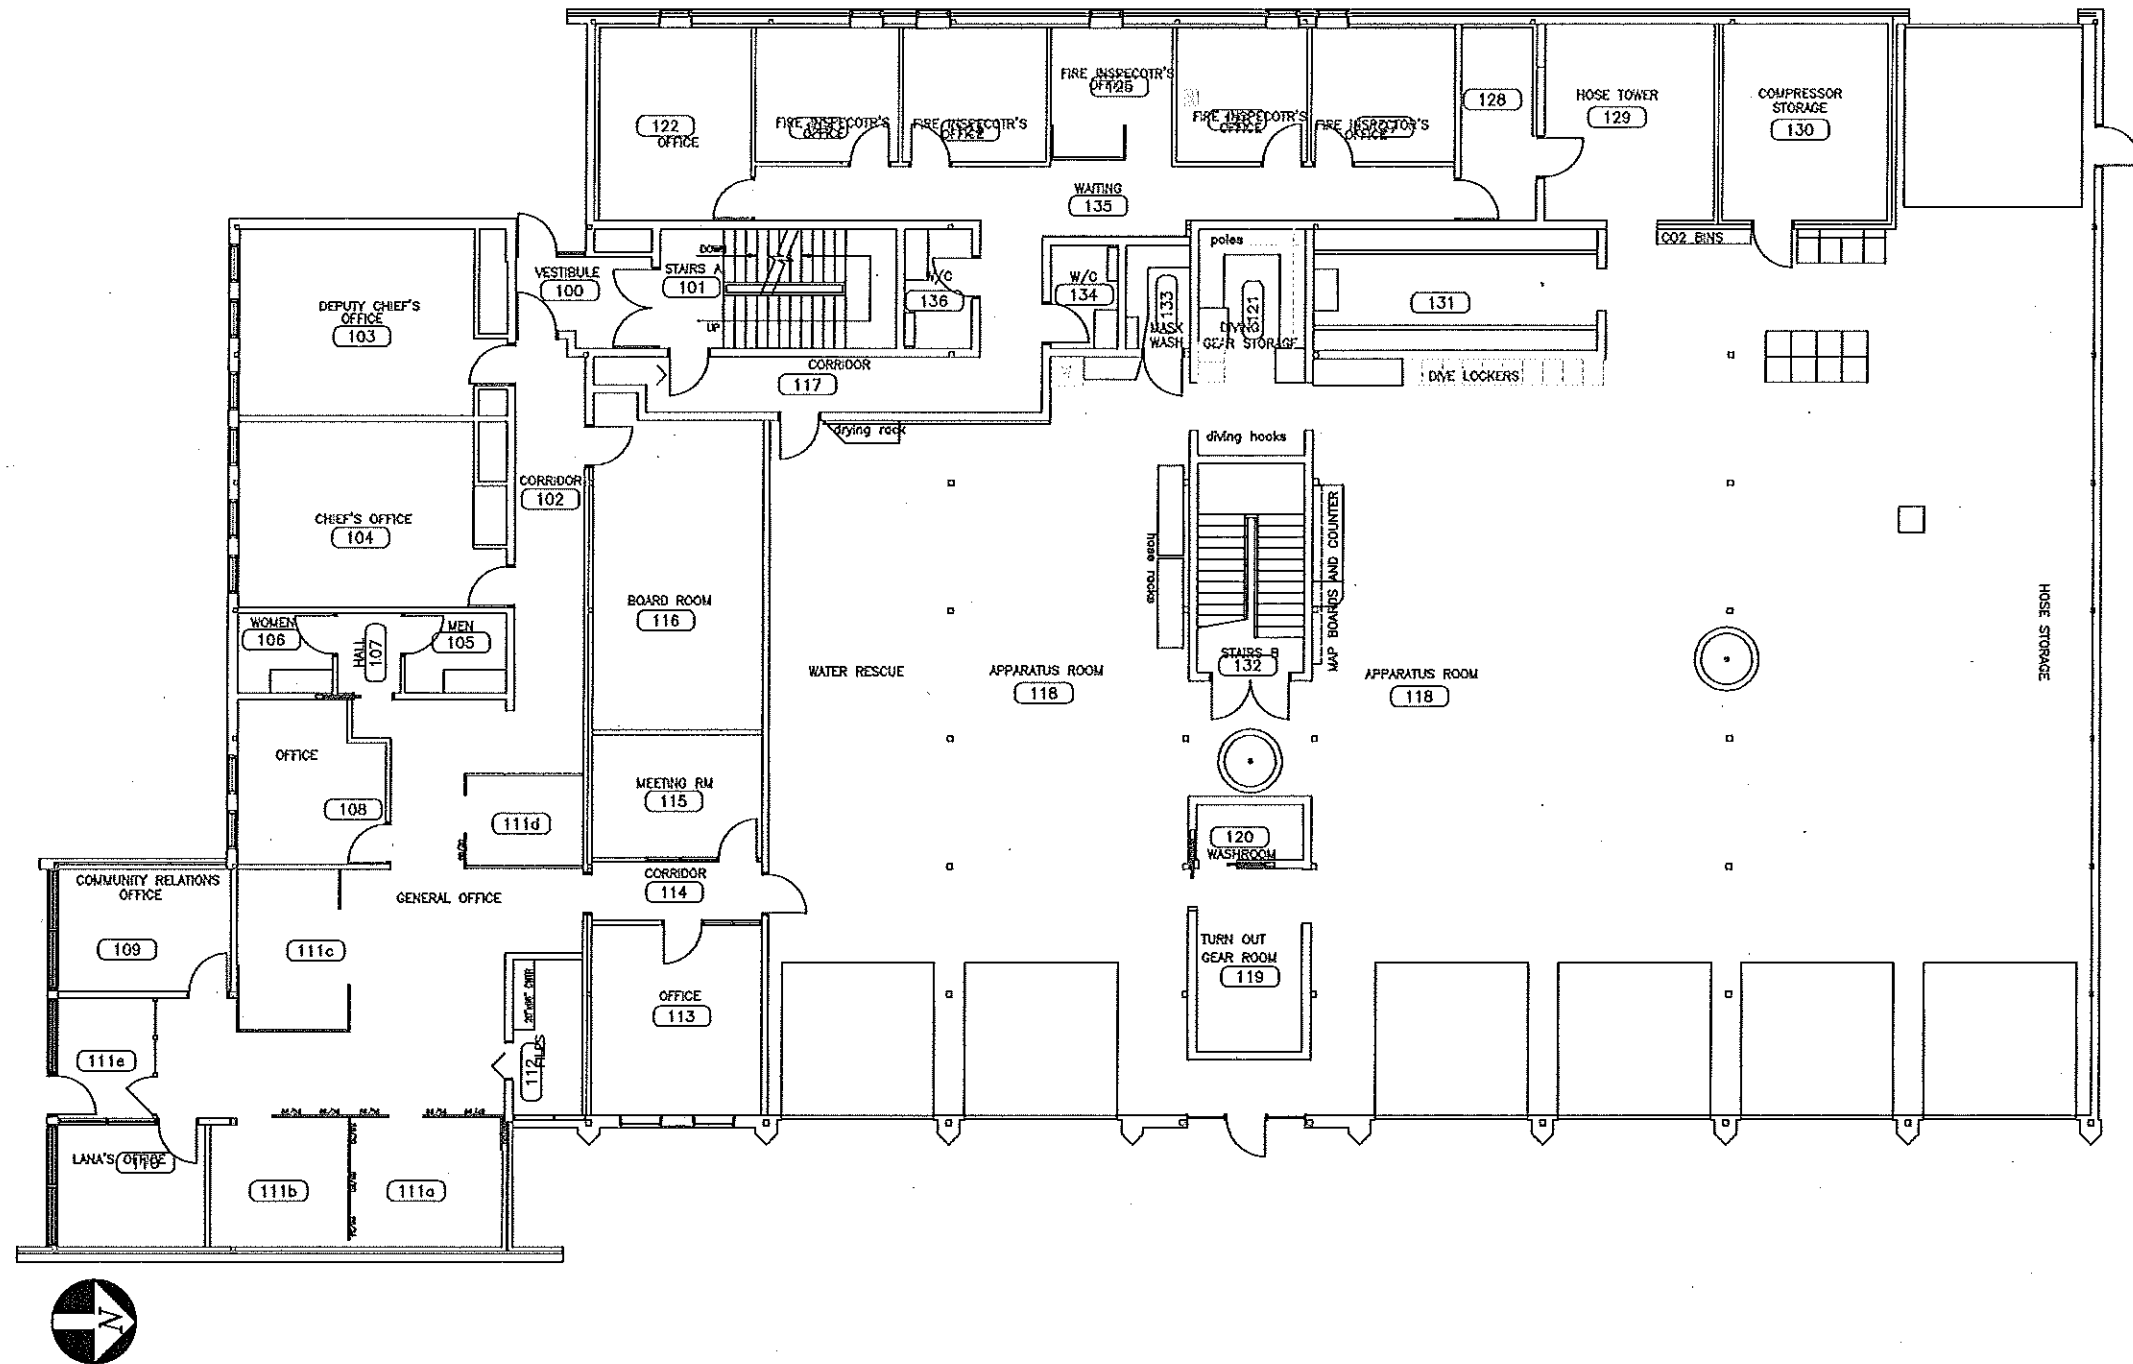 FIRE INSPECOTR'S
OFFICE
122
OFFICE
FIRE INSPECOTR'S
OFFICE
FIRE INSPECOTR'S
OFFICE
FIRE INSPECOTR'S
OFFICE
FIRE INSPECTOR'S
OFFICE
128
HOSE TOWER
129
COMPRESSOR
STORAGE
130
WAITING
135
CO2 BINS
poles
DOWN
VESTIBULE
100
STAIRS A
101
UP
W/C
136
W/C
134
133
MASK
WASH
121
DIVING
GEAR STORAGE
131
DEPUTY CHIEF'S
OFFICE
103
CORRIDOR
117
DIVE LOCKERS
drying rack
diving hooks
CORRIDOR
102
CHIEF'S OFFICE
104
hose racks
MAP BOARDS AND COUNTER
HOSE STORAGE
BOARD ROOM
116
WOMEN
106
HALL
107
MEN
105
STAIRS B
132
WATER RESCUE
APPARATUS ROOM
118
APPARATUS ROOM
118
OFFICE
108
MEETING RM
115
111d
120
WASHROOM
COMMUNITY RELATIONS
OFFICE
109
GENERAL OFFICE
CORRIDOR
114
111c
TURN OUT
GEAR ROOM
119
OFFICE
113
112
FILES
111e
LANA'S OFFICE
110
111b
111a
N